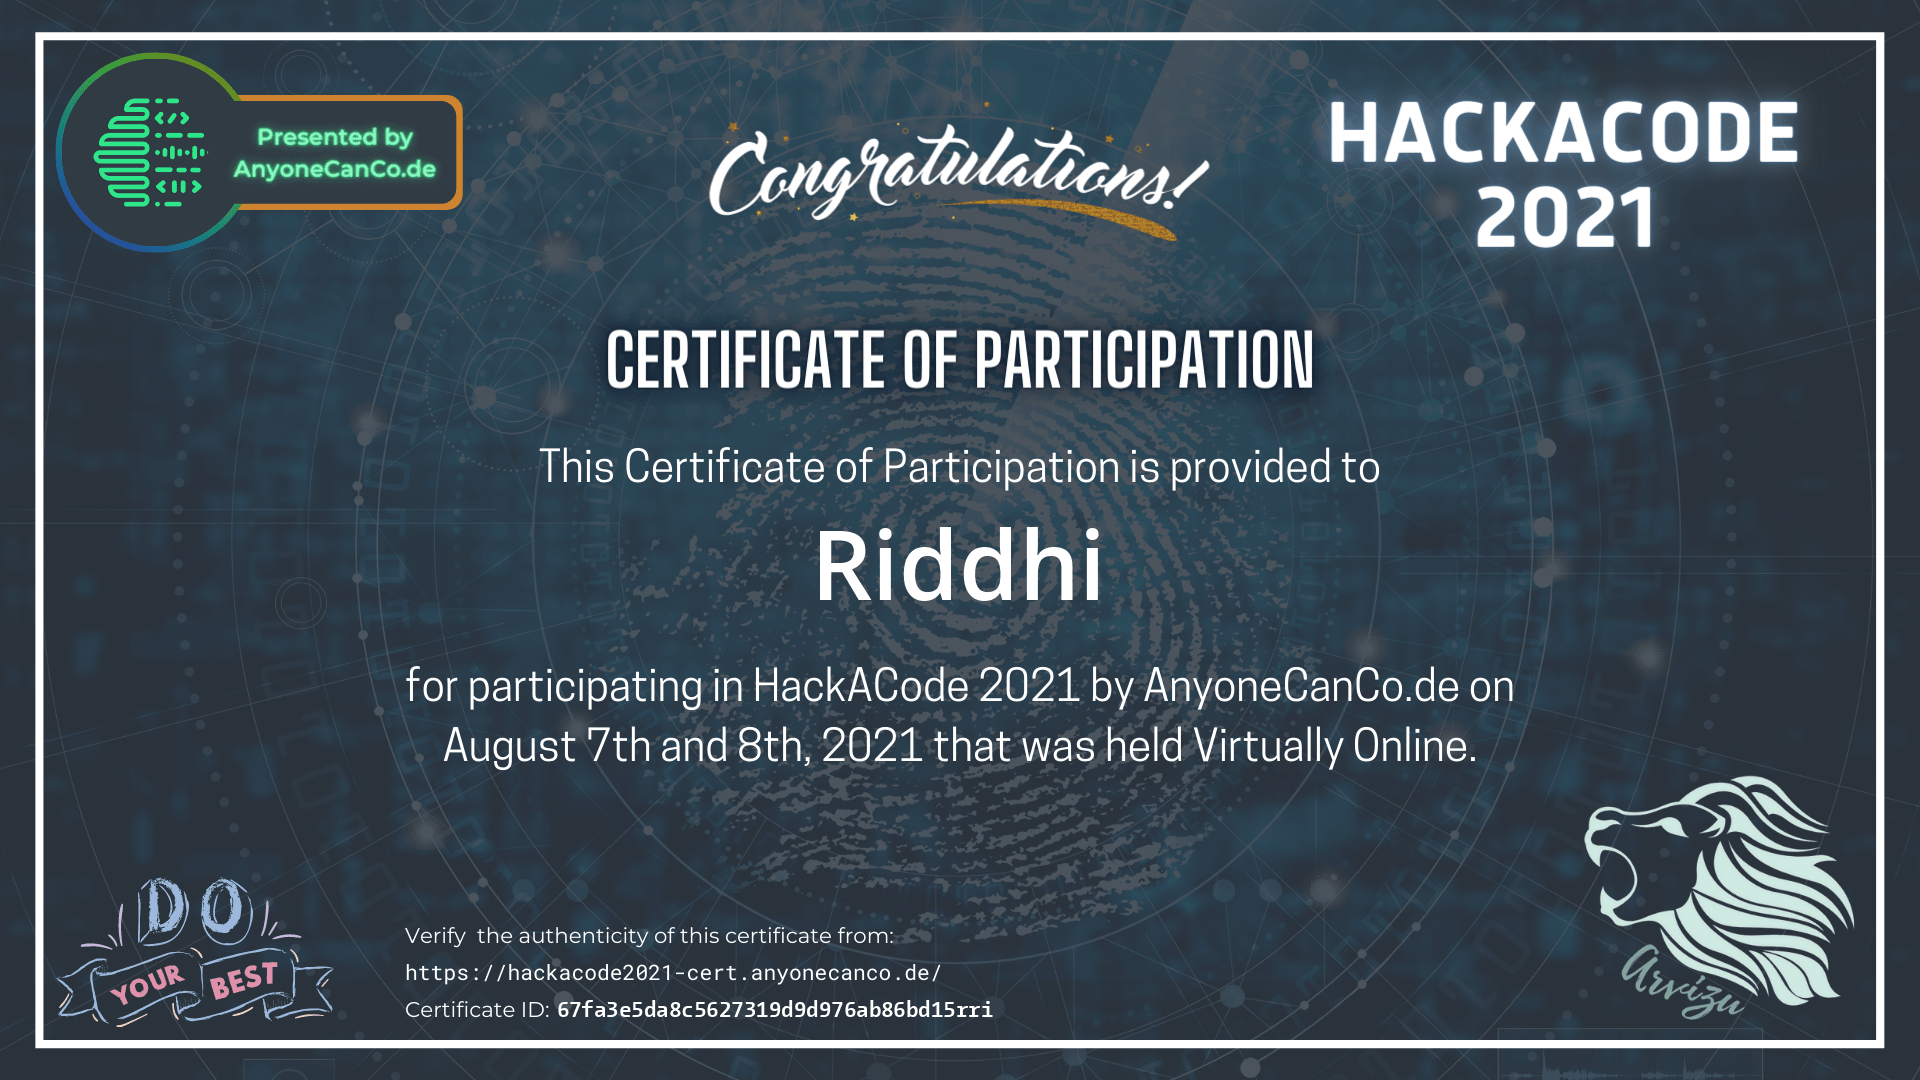 Presented by
AnyoneCanCo.de
Congratulations!
HACKACODE
2021
CERTIFICATE OF PARTICIPATION
This Certificate of Participation is provided to
Riddhi
for participating in HackACode 2021 by AnyoneCanCo.de on
August 7th and 8th, 2021 that was held Virtually Online.
DO
YOUR BEST
Verify the authenticity of this certificate from:
https://hackacode2021-cert.anyonecanco.de/
Certificate ID: 67fa3e5da8c5627319d9d976ab86bd15rri
Arvizu